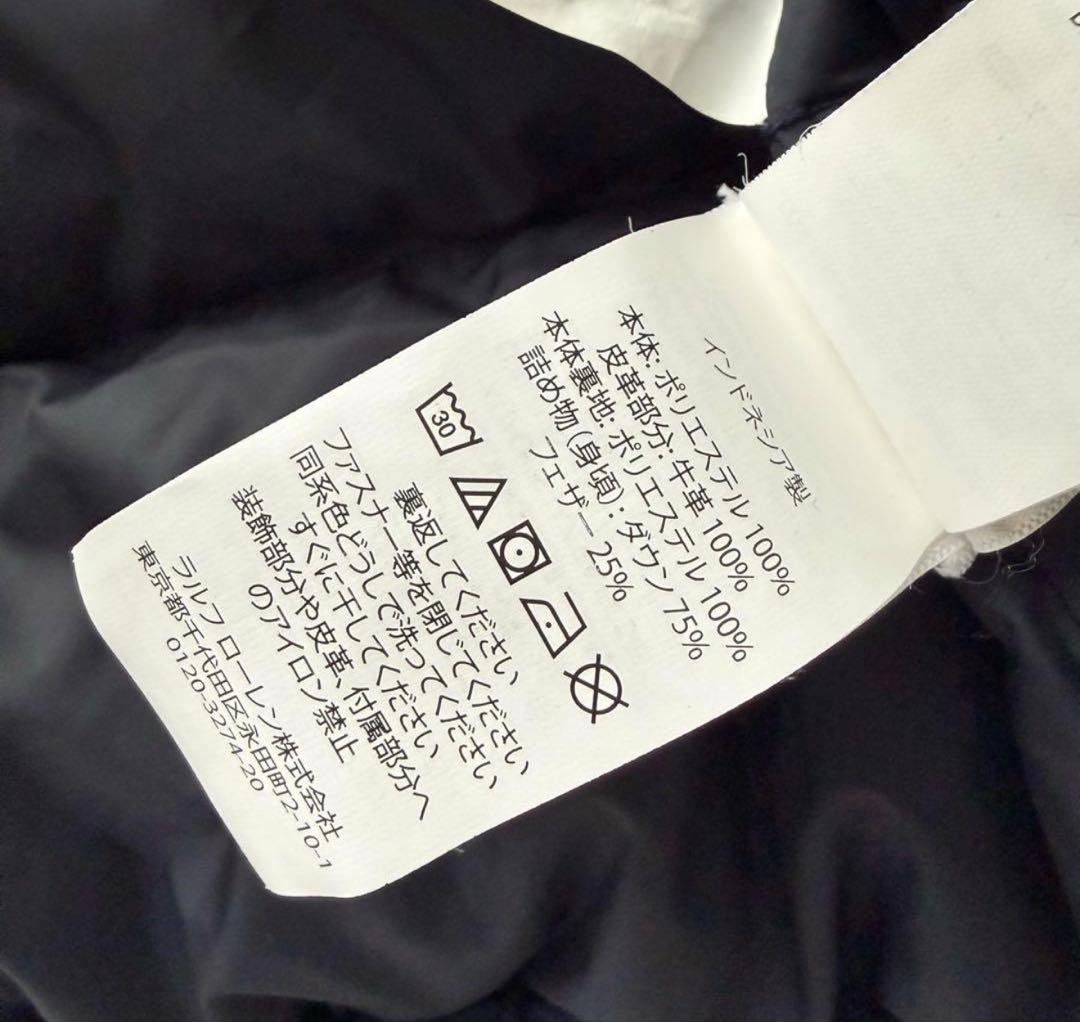 インドネシア製
本体: ポリエステル 100%
皮革部分: 牛革 100%
本体裏地: ポリエステル 100%
詰め物 (身頃) : ダウン 75%
フエザー 25%
30
裏返してください
ファスナー等を閉じてください
同系色どうしで洗ってください
すぐに干してください
装飾部分や皮革、付属部分へ
のアイロン禁止
ラルフ ローレン株式会社
東京都千代田区永田町2-10-1
0120-3274-20